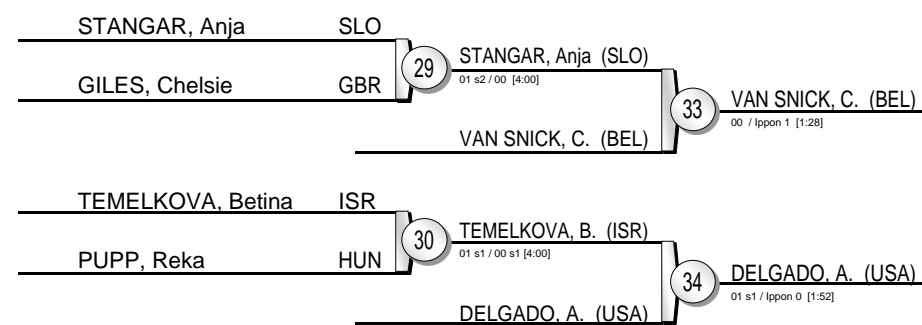 STANGAR, Anja SLO
29
STANGAR, Anja (SLO)
01 s2 / 00 [4:00]
GILES, Chelsie GBR
33
VAN SNICK, C. (BEL)
00 / Ippon 1 [1:28]
VAN SNICK, C. (BEL)
TEMELKOVA, Betina ISR
30
TEMELKOVA, B. (ISR)
01 s1 / 00 s1 [4:00]
PUPP, Reka HUN
34
DELGADO, A. (USA)
01 s1 / Ippon 0 [1:52]
DELGADO, A. (USA)